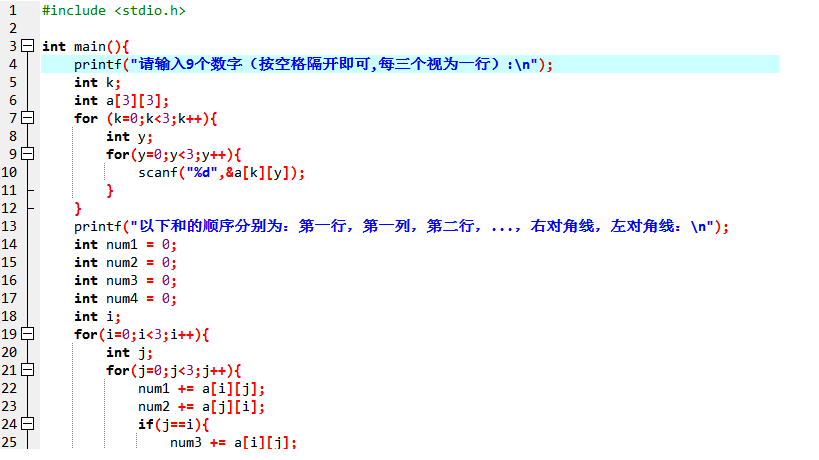 1 #include <stdio.h>
2
3 int main(){
4 printf("请输入9个数字（按空格隔开即可,每三个视为一行）:\n");
5 int k;
6 int a[3][3];
7 for (k=0;k<3;k++){
8 int y;
9 for(y=0;y<3;y++){
10 scanf("%d",&a[k][y]);
11 }
12 }
13 printf("以下和的顺序分别为：第一行，第一列，第二行，...，右对角线，左对角线：\n");
14 int num1 = 0;
15 int num2 = 0;
16 int num3 = 0;
17 int num4 = 0;
18 int i;
19 for(i=0;i<3;i++){
20 int j;
21 for(j=0;j<3;j++){
22 num1 += a[i][j];
23 num2 += a[j][i];
24 if(j==i){
25 num3 += a[i][j];